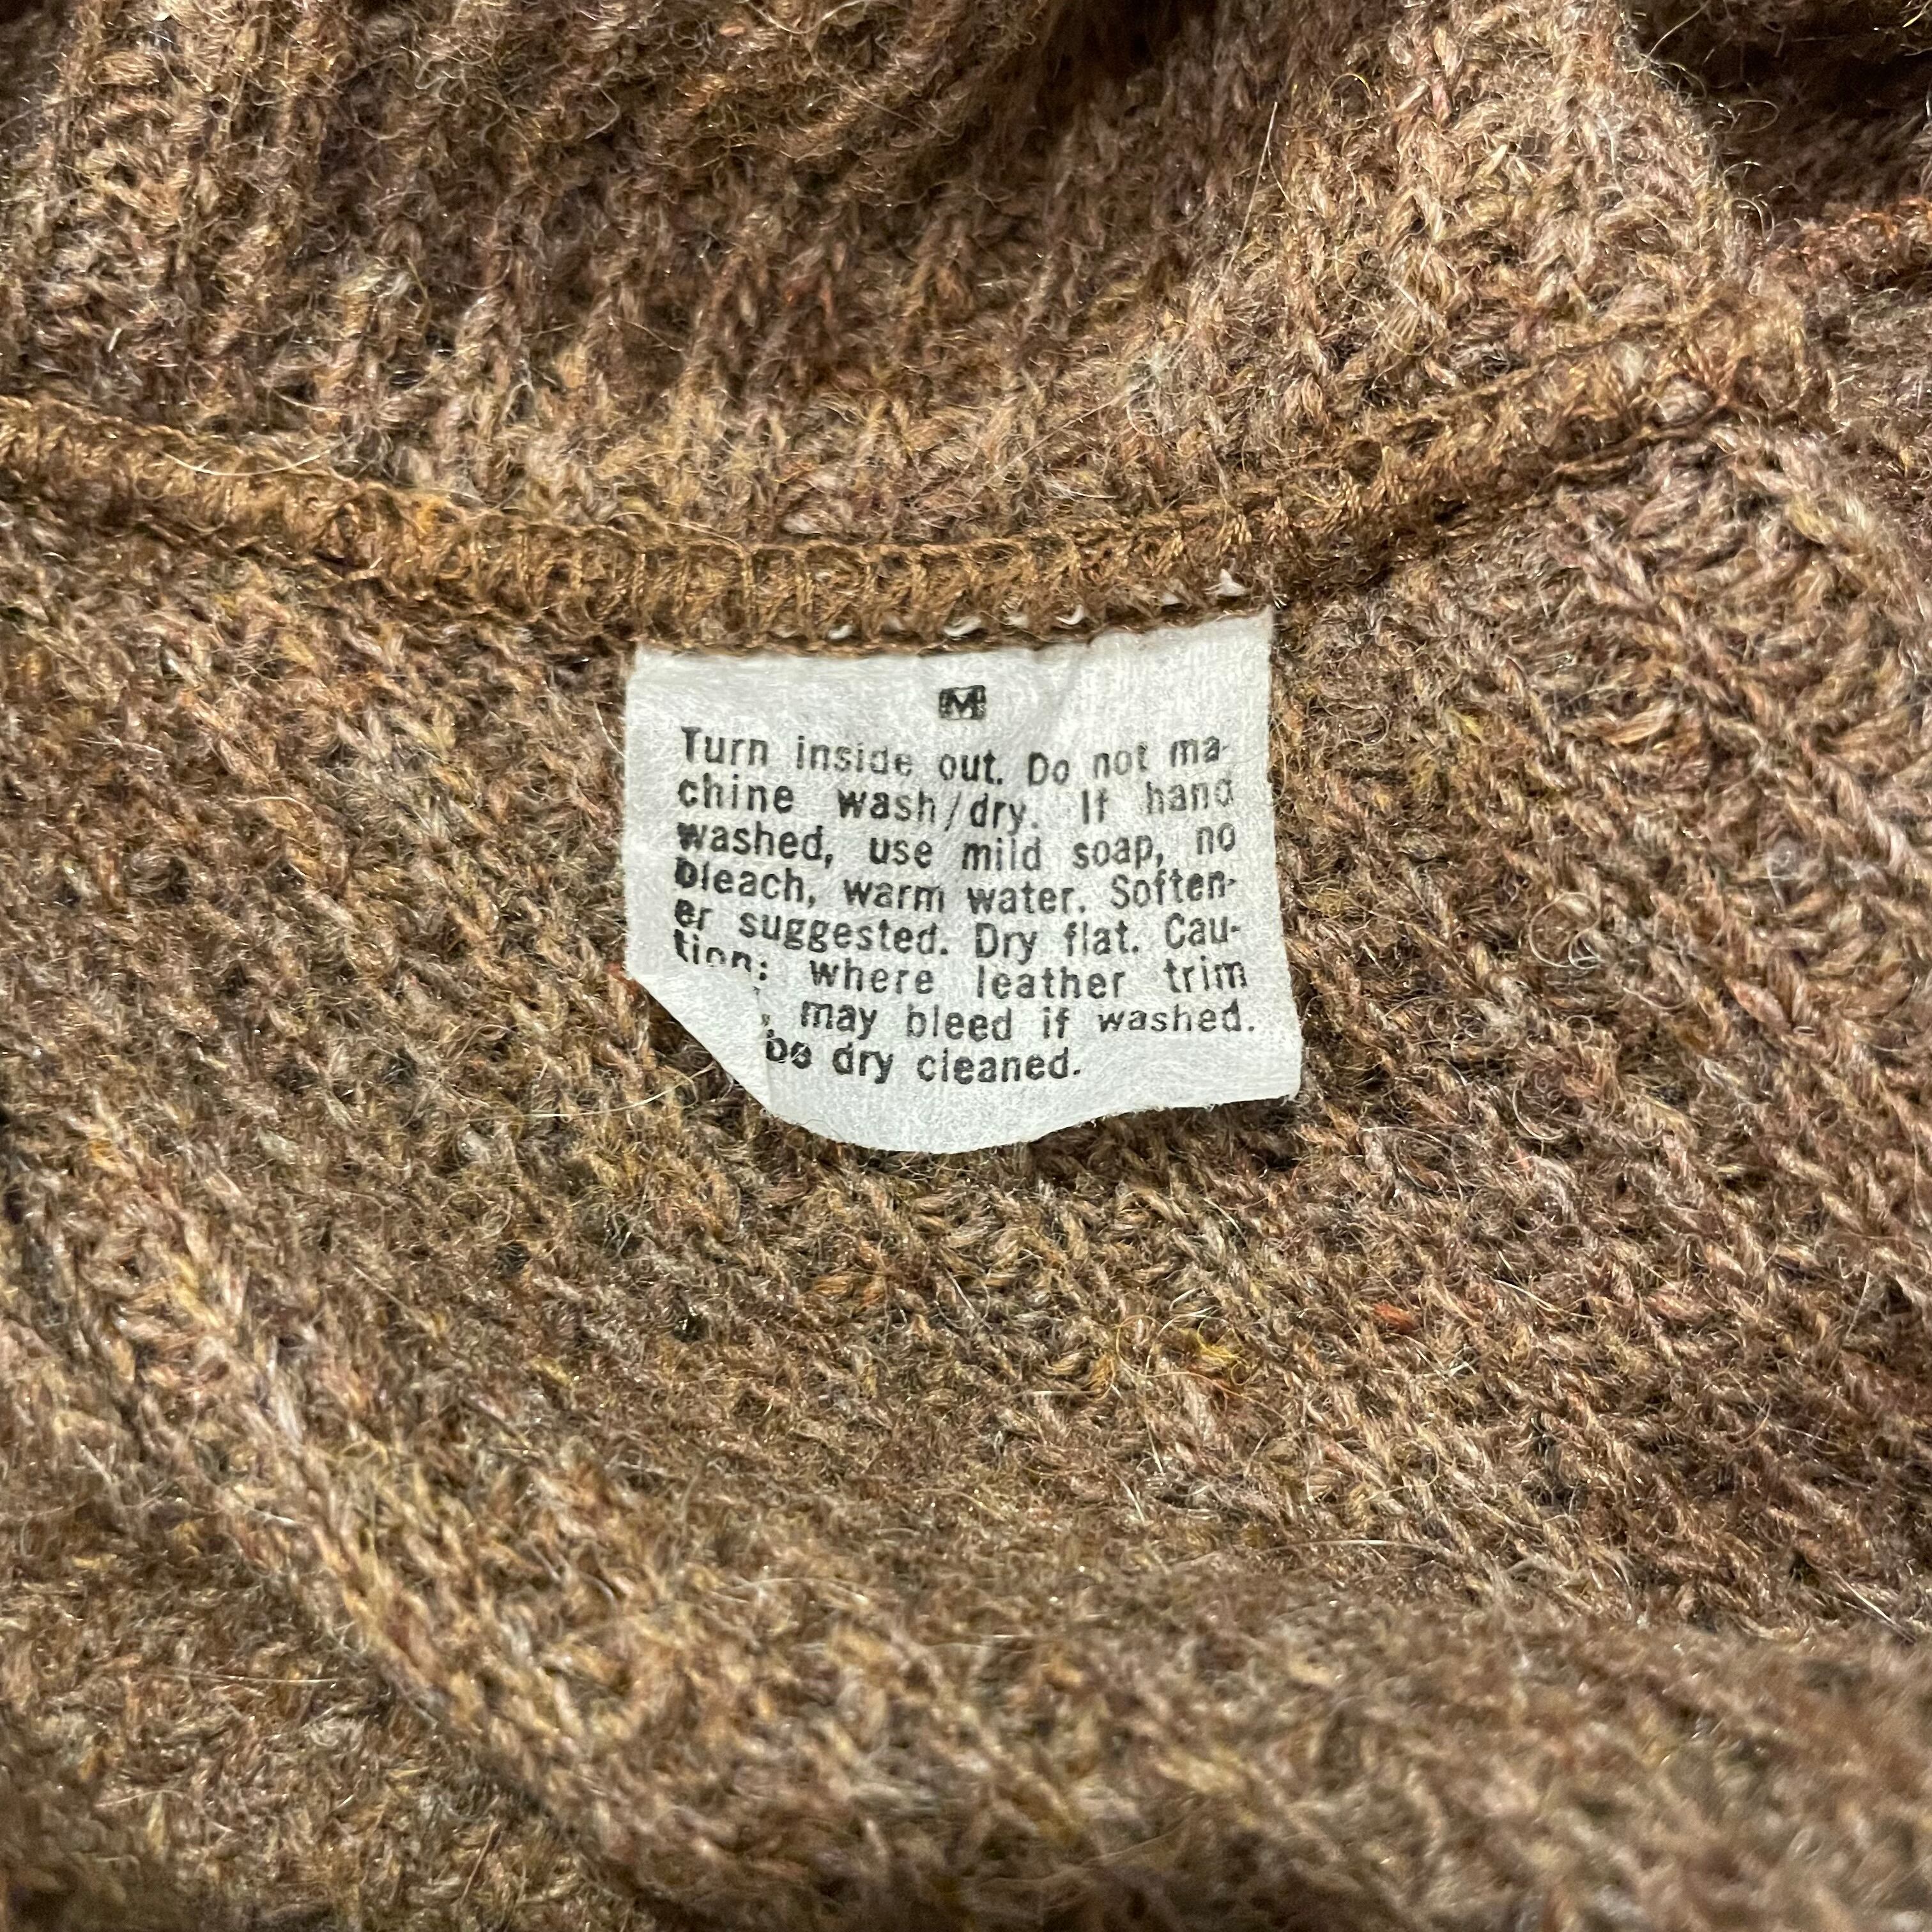 M
Turn inside out. Do not ma-
chine wash/dry. If hand
washed, use mild soap, no
bleach, warm water. Soften-
er suggested. Dry flat. Cau-
tion: where leather trim
, may bleed if washed.
be dry cleaned.